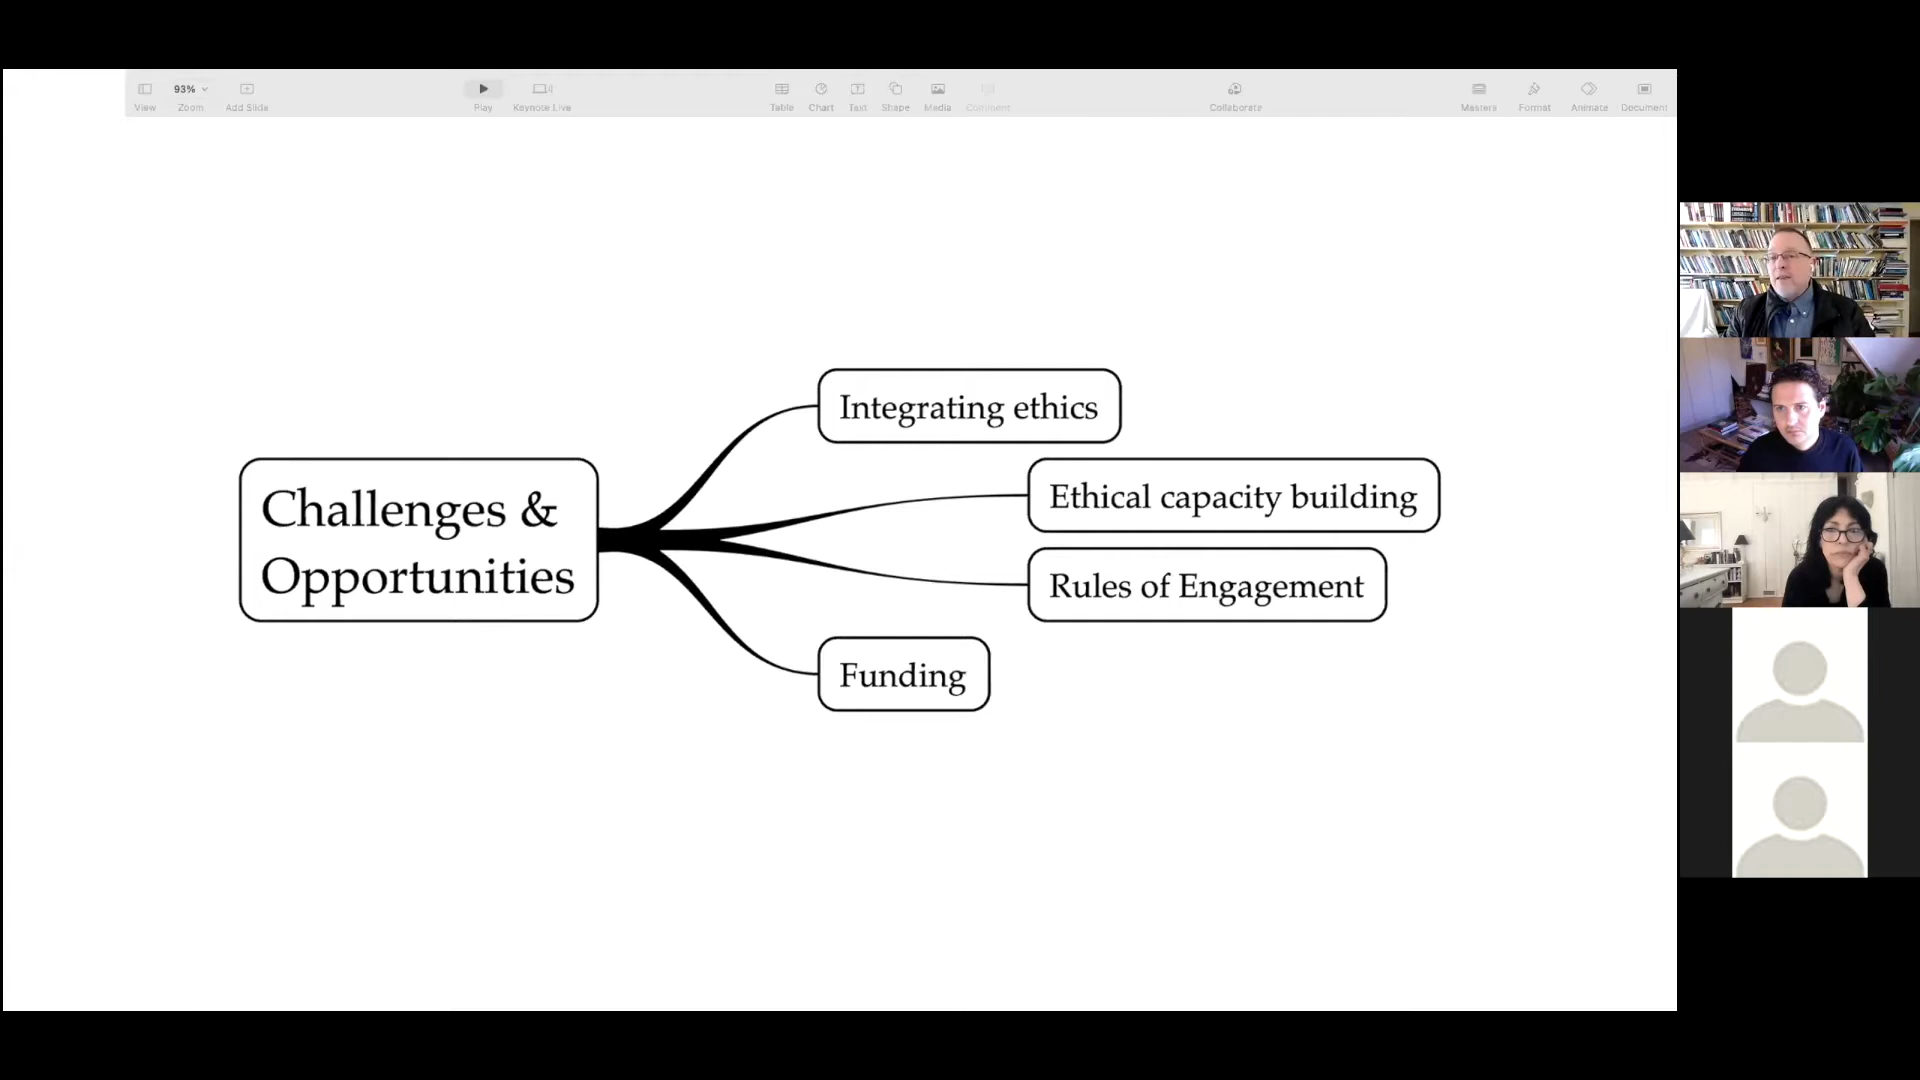 93%
View
Zoom
Add Slide
Play
Keynote Live
Table
Chart
Text
Shape
Media
Comment
Collaborate
Masters
Format
Animate
Document
Challenges &
Opportunities
Integrating ethics
Ethical capacity building
Rules of Engagement
Funding